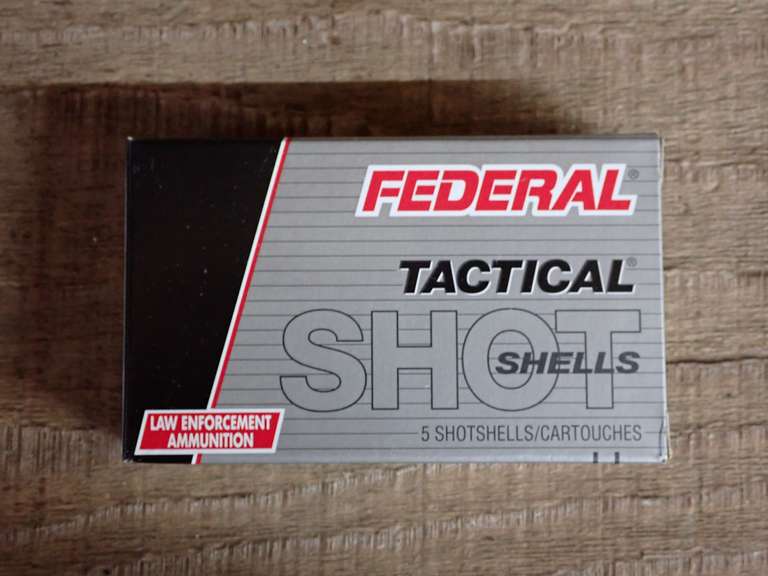 FEDERAL®
TACTICAL®
SHOT
SHELLS
5 SHOTSHELLS/CARTOUCHES
LAW ENFORCEMENT
AMMUNITION